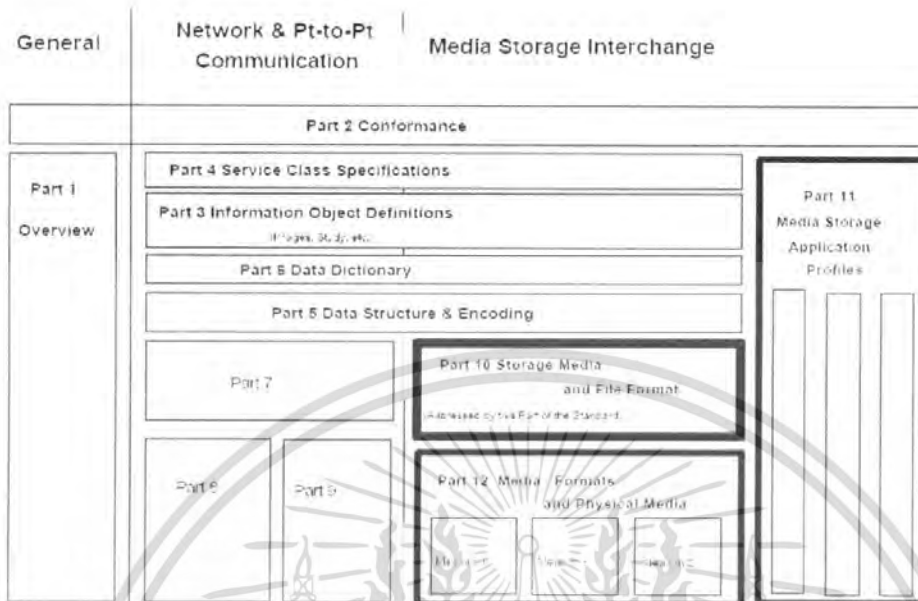 General
Network & Pt-to-Pt
Communication
Media Storage Interchange
Part 2 Conformance
Part 1
Overview
Part 4 Service Class Specifications
Part 3 Information Object Definitions
Part 6 Data Dictionary
Part 5 Data Structure & Encoding
Part 7
Part 8
Part 9
Part 10 Storage Media
and File Format
Part 12 Media Formats
and Physical Media
Part 11
Media Storage
Application
Profiles